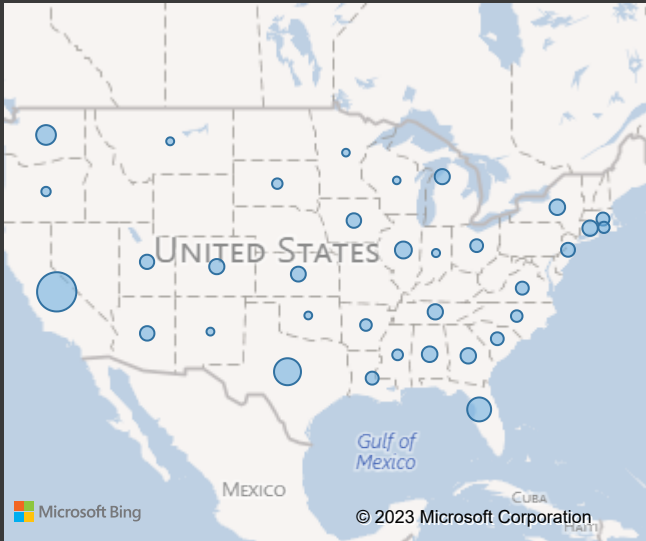 UNITED STATES
Gulf of
Mexico
MEXICO
CUBA
Microsoft Bing
© 2023 Microsoft Corporation